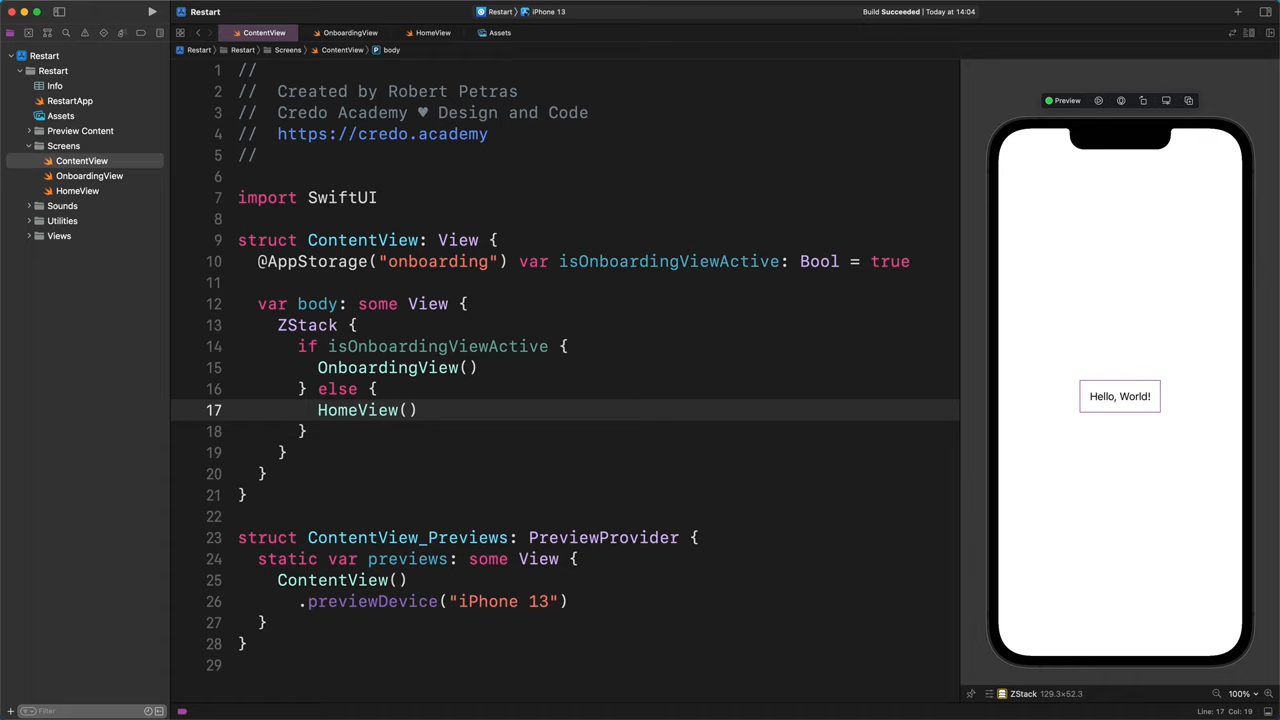 Restart
Restart 〉 iPhone 13
Build Succeeded | Today at 14:04
ContentView
OnboardingView
HomeView
Assets
Restart 〉 Restart 〉 Screens 〉 ContentView 〉 P body
Restart
Restart
Info
RestartApp
Assets
Preview Content
Screens
ContentView
OnboardingView
HomeView
Sounds
Utilities
Views
1 //
2 // Created by Robert Petras
3 // Credo Academy ♥ Design and Code
4 // https://credo.academy
5 //
6
7 import SwiftUI
8
9 struct ContentView: View {
10 @AppStorage("onboarding") var isOnboardingViewActive: Bool = true
11
12 var body: some View {
13 ZStack {
14 if isOnboardingViewActive {
15 OnboardingView()
16 } else {
17 HomeView()
18 }
19 }
20 }
21 }
22
23 struct ContentView_Previews: PreviewProvider {
24 static var previews: some View {
25 ContentView()
26 .previewDevice("iPhone 13")
27 }
28 }
29
Preview
Hello, World!
ZStack 129.3×52.3
100%
Filter
Line: 17 Col: 19